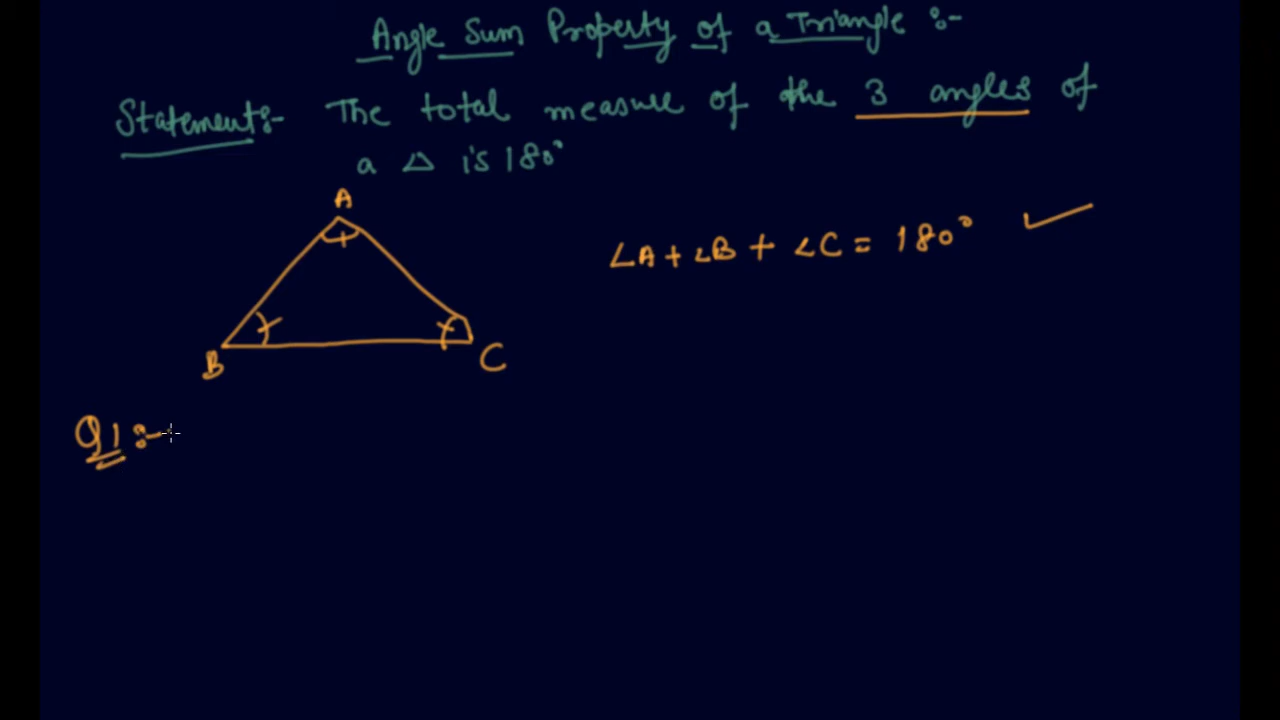 Angle Sum Property of a Triangle :-
Statement:- The total measure of the 3 angles of
a △ is 180°
A
∠A + ∠B + ∠C = 180° ✓
B
C
Q1 :-